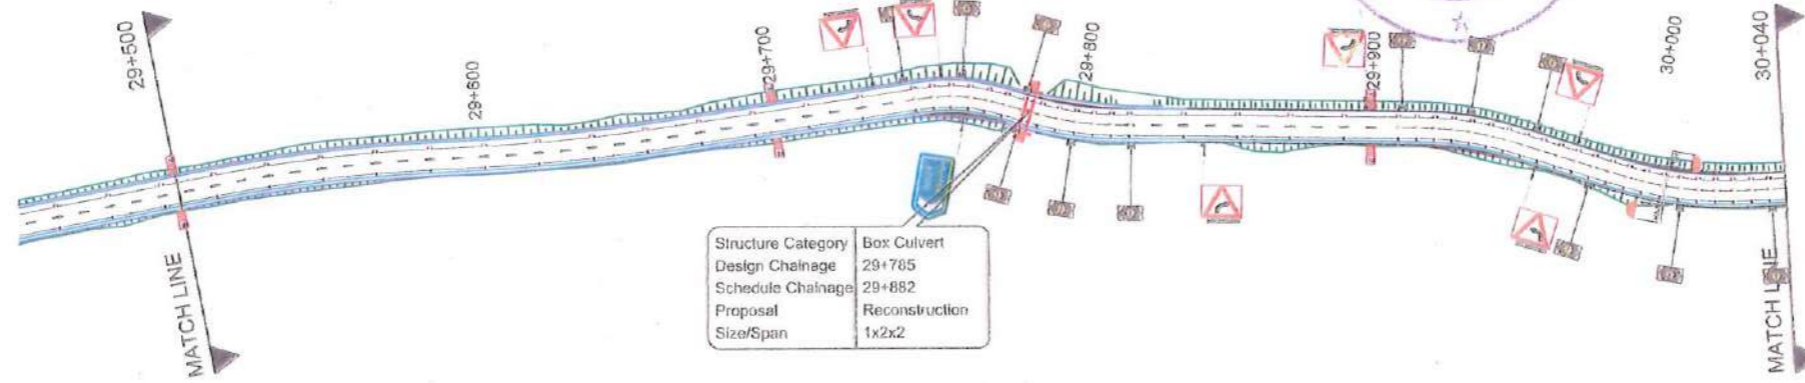 29+500
29+600
29+700
29+800
29+900
30+000
30+040
MATCH LINE
MATCH LINE
Structure Category Box Culvert
Design Chainage 29+785
Schedule Chainage 29+882
Proposal Reconstruction
Size/Span 1x2x2